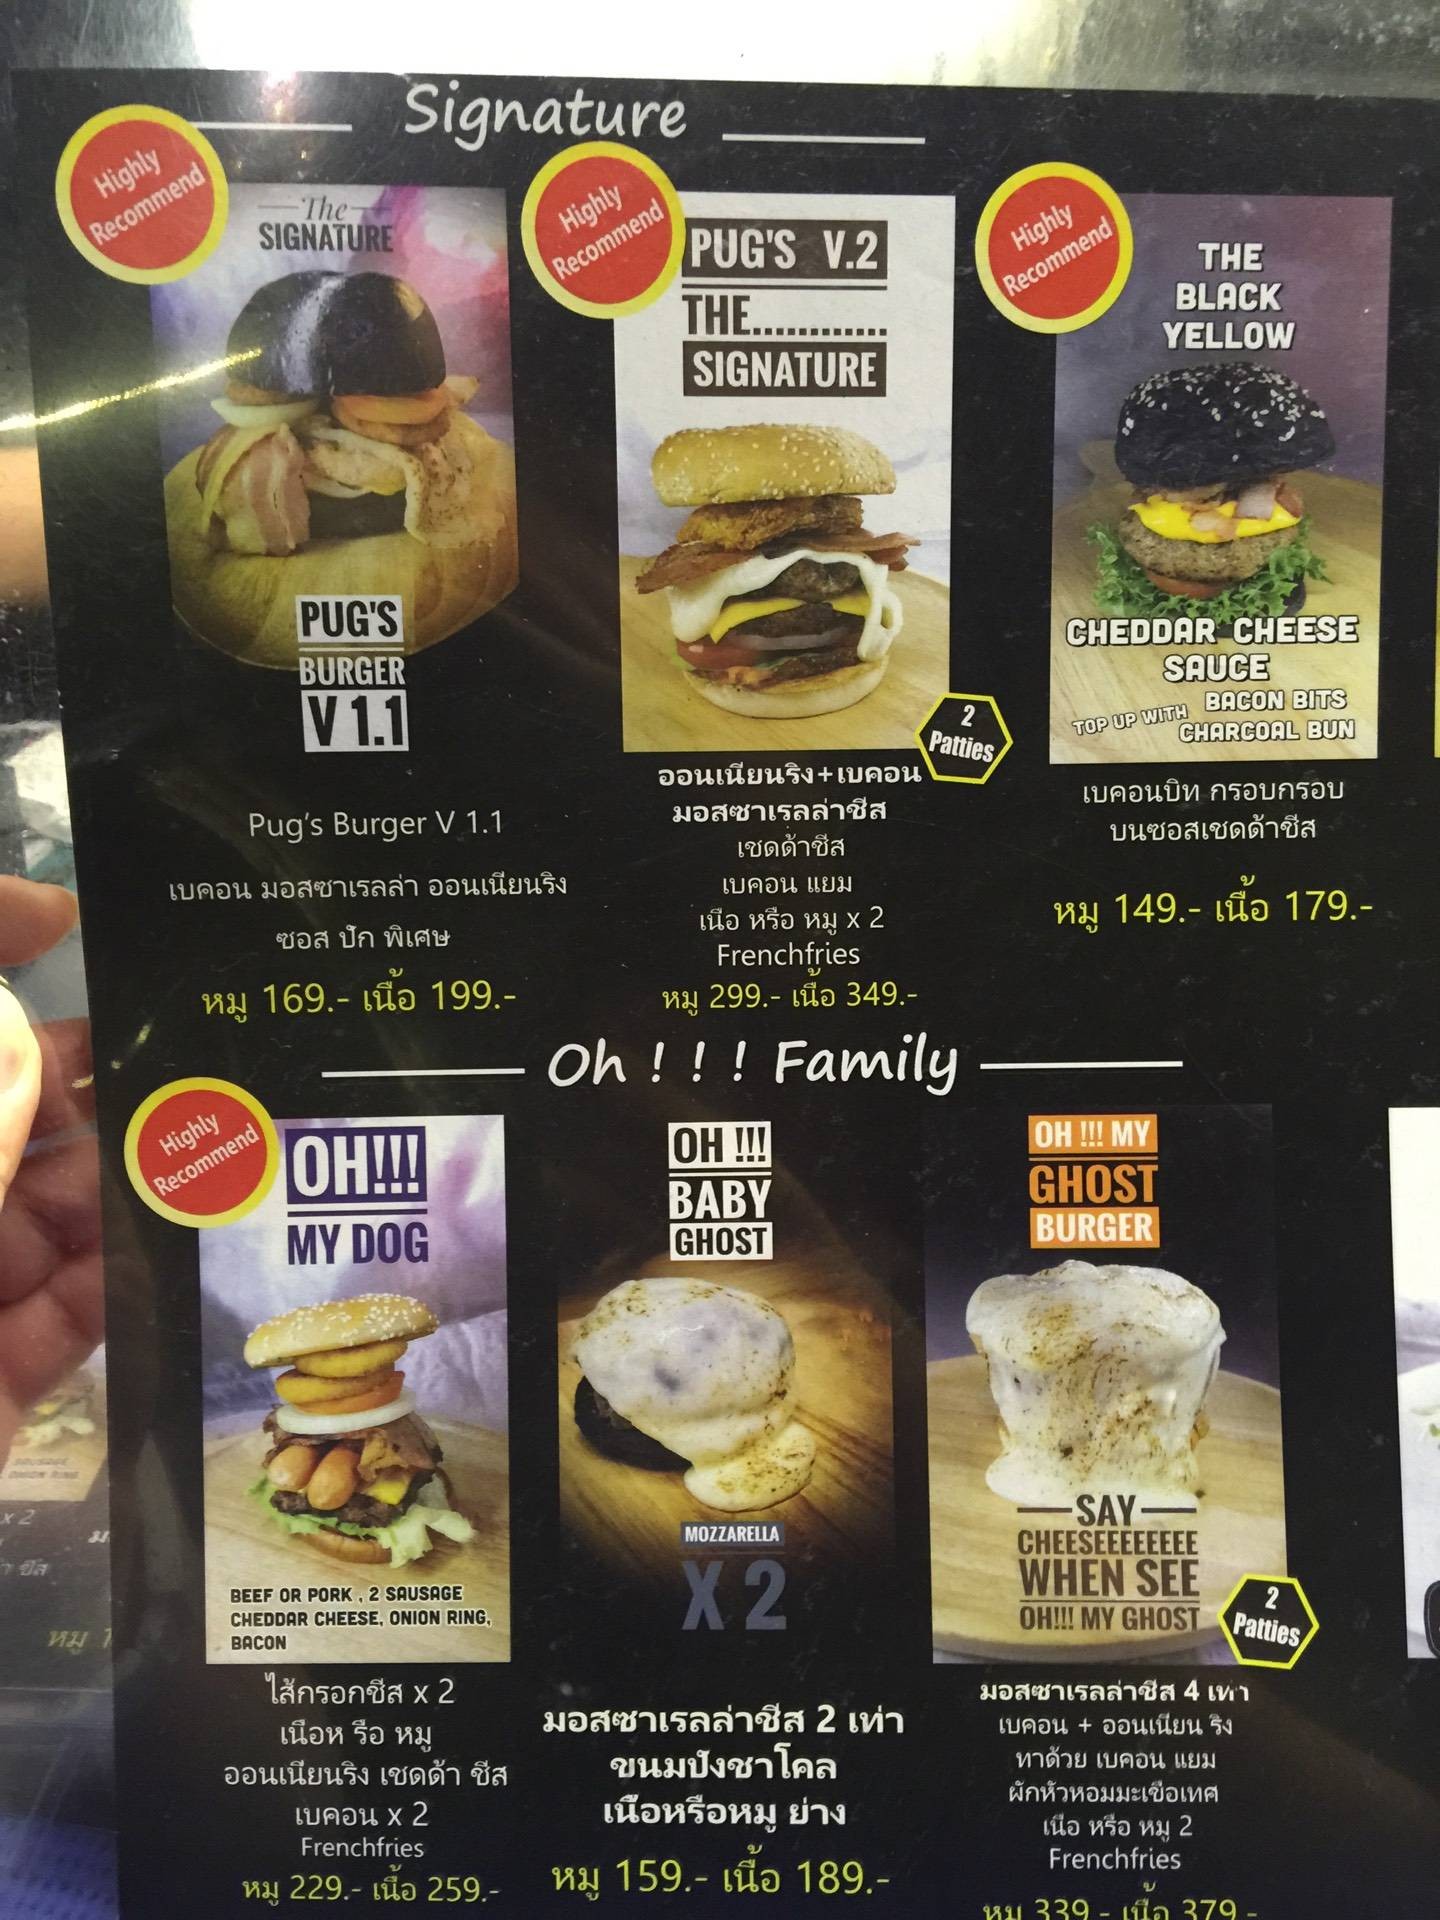 Signature
Highly
Recommend
The
SIGNATURE
PUG'S
BURGER
V 1.1
Pug's Burger V 1.1
เบคอน มอสซาเรลล่า ออนเนียนริง
ซอส ปัก พิเศษ
หมู 169.- เนื้อ 199.-
Highly
Recommend
PUG'S V.2
THE............
SIGNATURE
2
Patties
ออนเนียนริง+เบคอน
มอสซาเรลล่าชีส
เชดด้าชีส
เบคอน แยม
เนือ หรือ หมู x 2
Frenchfries
หมู 299.- เนื้อ 349.-
Highly
Recommend
THE
BLACK
YELLOW
CHEDDAR CHEESE
SAUCE
TOP UP WITH BACON BITS
CHARCOAL BUN
เบคอนบิท กรอบกรอบ
บนซอสเชดด้าชีส
หมู 149.- เนื้อ 179.-
Oh ! ! ! Family
Highly
Recommend
OH!!!
MY DOG
BEEF OR PORK , 2 SAUSAGE
CHEDDAR CHEESE, ONION RING,
BACON
ไส้กรอกชีส x 2
เนือห รือ หมู
ออนเนียนริง เชดด้า ชีส
เบคอน x 2
Frenchfries
หมู 229.- เนื้อ 259.-
OH !!!
BABY
GHOST
MOZZARELLA
X 2
มอสซาเรลล่าชีส 2 เท่า
ขนมปังชาโคล
เนือหรือหมู ย่าง
หมู 159.- เนื้อ 189.-
OH !!! MY
GHOST
BURGER
SAY
CHEESEEEEEEEE
WHEN SEE
OH!!! MY GHOST
2
Patties
มอสซาเรลล่าชีส 4 เท่า
เบคอน + ออนเนียน ริง
ทาด้วย เบคอน แยม
ผักหัวหอมมะเขือเทศ
เนือ หรือ หมู 2
Frenchfries
หมู 339.- เนื้อ 379.-
SAUSAGE
ONION RING
x 2
ชีส
หมู